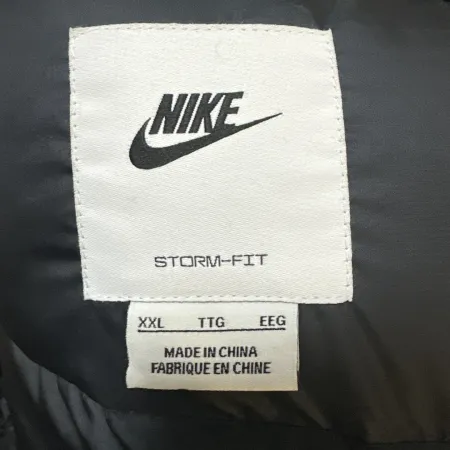 NIKE
STORM-FIT
XXL TTG EEG
MADE IN CHINA
FABRIQUE EN CHINE